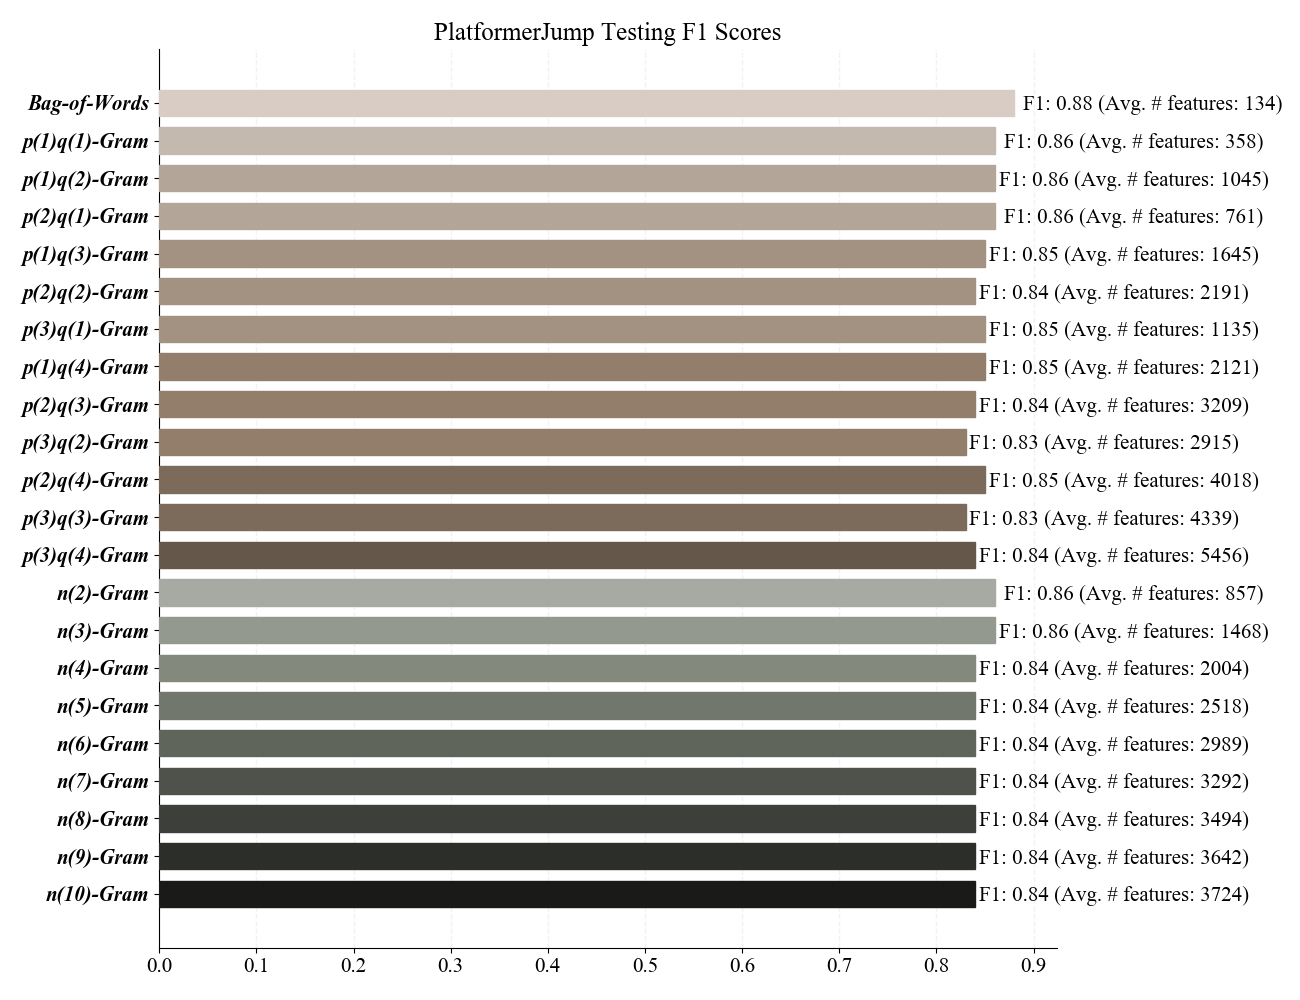 PlatformerJump Testing F1 Scores
Bag-of-Words F1: 0.88 (Avg. # features: 134)
p(1)q(1)-Gram F1: 0.86 (Avg. # features: 358)
p(1)q(2)-Gram F1: 0.86 (Avg. # features: 1045)
p(2)q(1)-Gram F1: 0.86 (Avg. # features: 761)
p(1)q(3)-Gram F1: 0.85 (Avg. # features: 1645)
p(2)q(2)-Gram F1: 0.84 (Avg. # features: 2191)
p(3)q(1)-Gram F1: 0.85 (Avg. # features: 1135)
p(1)q(4)-Gram F1: 0.85 (Avg. # features: 2121)
p(2)q(3)-Gram F1: 0.84 (Avg. # features: 3209)
p(3)q(2)-Gram F1: 0.83 (Avg. # features: 2915)
p(2)q(4)-Gram F1: 0.85 (Avg. # features: 4018)
p(3)q(3)-Gram F1: 0.83 (Avg. # features: 4339)
p(3)q(4)-Gram F1: 0.84 (Avg. # features: 5456)
n(2)-Gram F1: 0.86 (Avg. # features: 857)
n(3)-Gram F1: 0.86 (Avg. # features: 1468)
n(4)-Gram F1: 0.84 (Avg. # features: 2004)
n(5)-Gram F1: 0.84 (Avg. # features: 2518)
n(6)-Gram F1: 0.84 (Avg. # features: 2989)
n(7)-Gram F1: 0.84 (Avg. # features: 3292)
n(8)-Gram F1: 0.84 (Avg. # features: 3494)
n(9)-Gram F1: 0.84 (Avg. # features: 3642)
n(10)-Gram F1: 0.84 (Avg. # features: 3724)
0.0 0.1 0.2 0.3 0.4 0.5 0.6 0.7 0.8 0.9